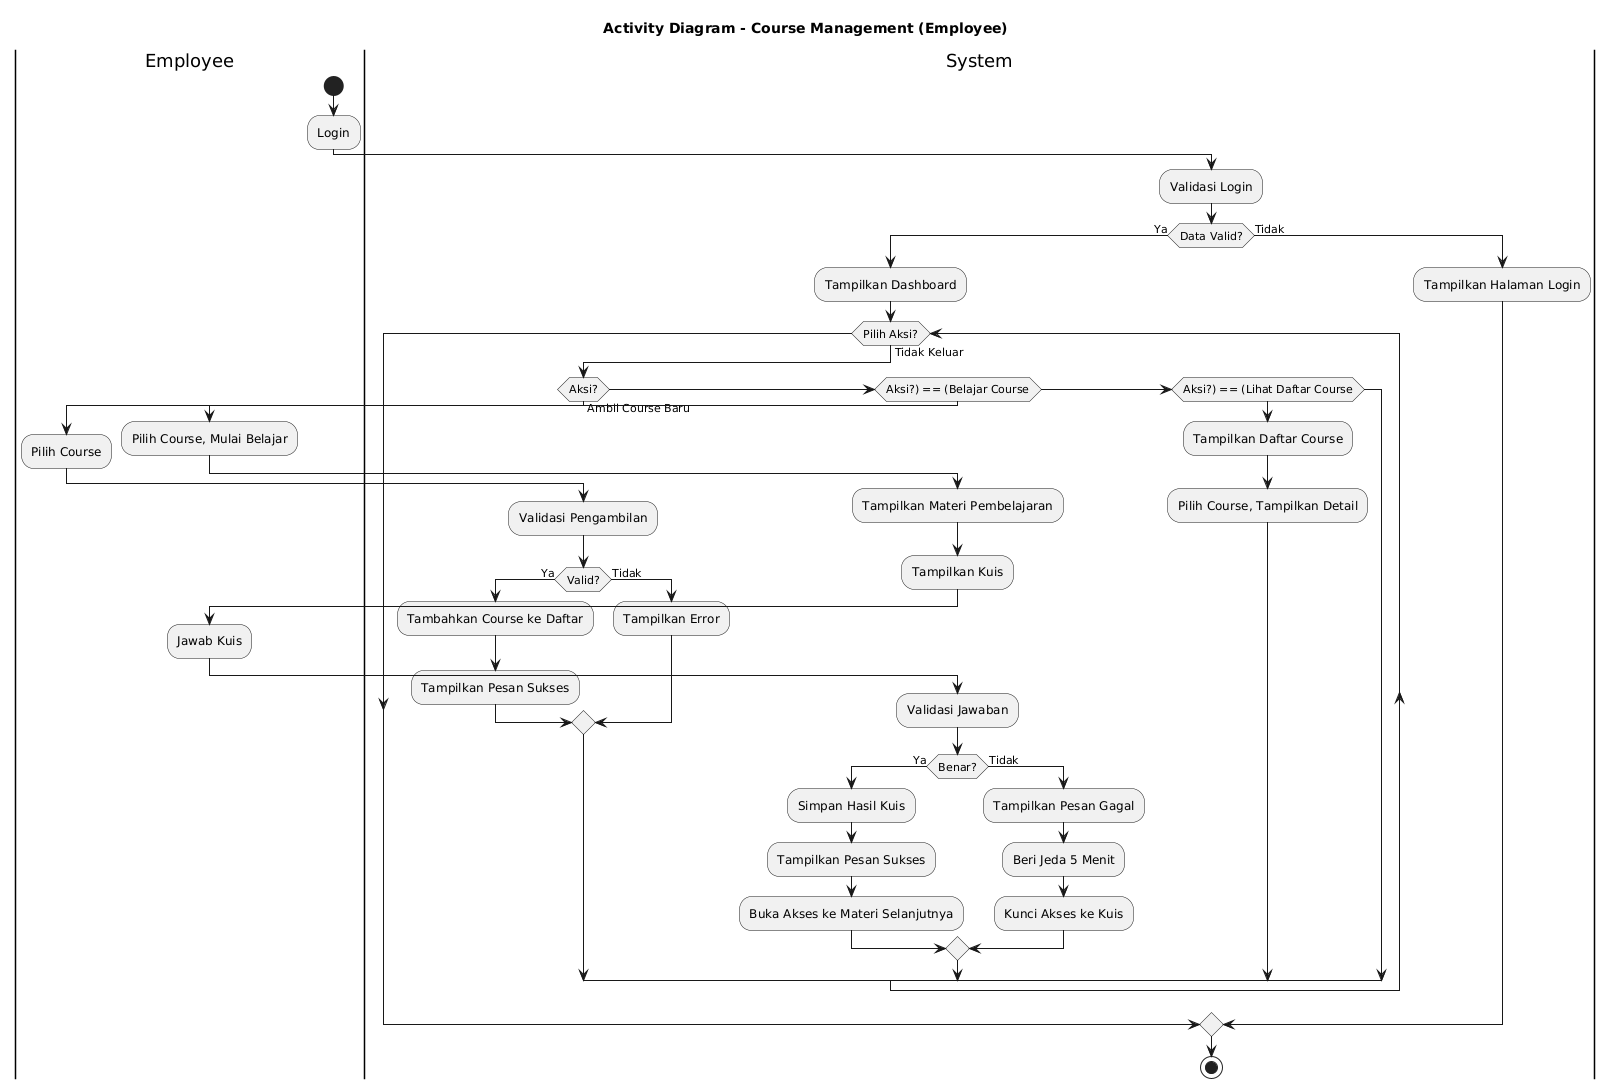 Activity Diagram - Course Management (Employee)
Employee
System
Login
Validasi Login
Ya
Data Valid?
Tidak
Tampilkan Dashboard
Tampilkan Halaman Login
Pilih Aksi?
Tidak Keluar
Aksi?
Aksi?) == (Belajar Course
Aksi?) == (Lihat Daftar Course
Ambil Course Baru
Pilih Course
Pilih Course, Mulai Belajar
Tampilkan Daftar Course
Tampilkan Materi Pembelajaran
Pilih Course, Tampilkan Detail
Validasi Pengambilan
Ya
Valid?
Tidak
Tampilkan Kuis
Tambahkan Course ke Daftar
Tampilkan Error
Jawab Kuis
Tampilkan Pesan Sukses
Validasi Jawaban
Ya
Benar?
Tidak
Simpan Hasil Kuis
Tampilkan Pesan Gagal
Tampilkan Pesan Sukses
Beri Jeda 5 Menit
Buka Akses ke Materi Selanjutnya
Kunci Akses ke Kuis